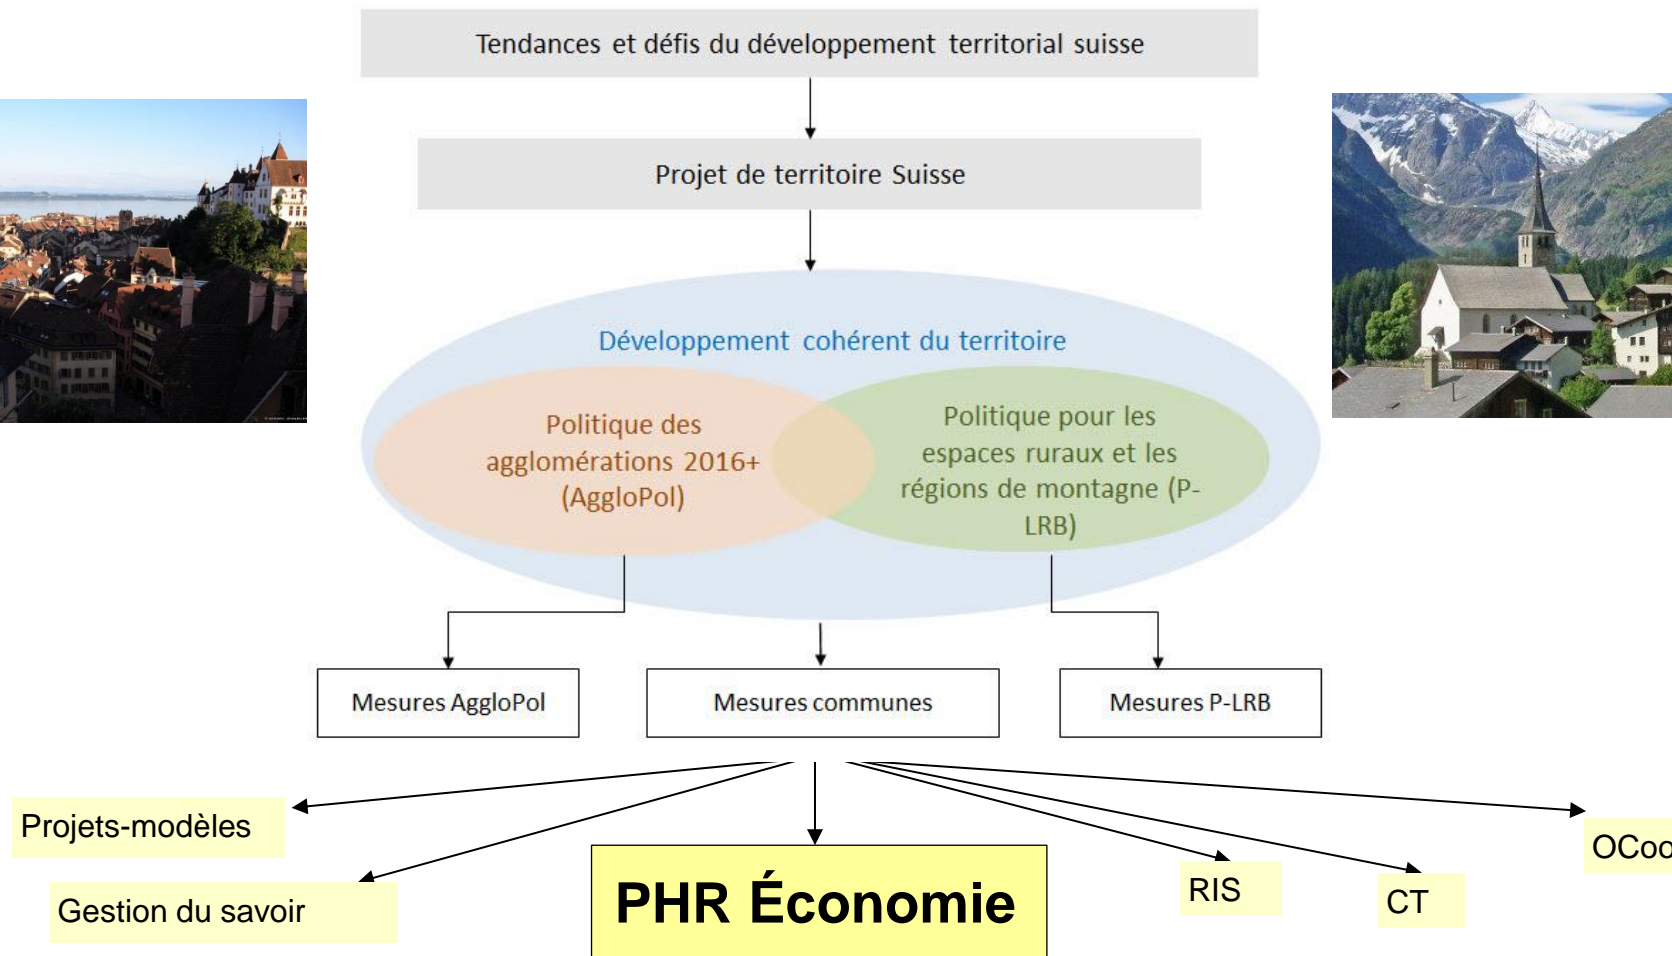 Tendances et défis du développement territorial suisse
Projet de territoire Suisse
Développement cohérent du territoire
Politique des
agglomérations 2016+
(AggloPol)
Politique pour les
espaces ruraux et les
régions de montagne (P-
LRB)
Mesures AggloPol
Mesures communes
Mesures P-LRB
Projets-modèles
Gestion du savoir
PHR Économie
RIS
CT
OCoo